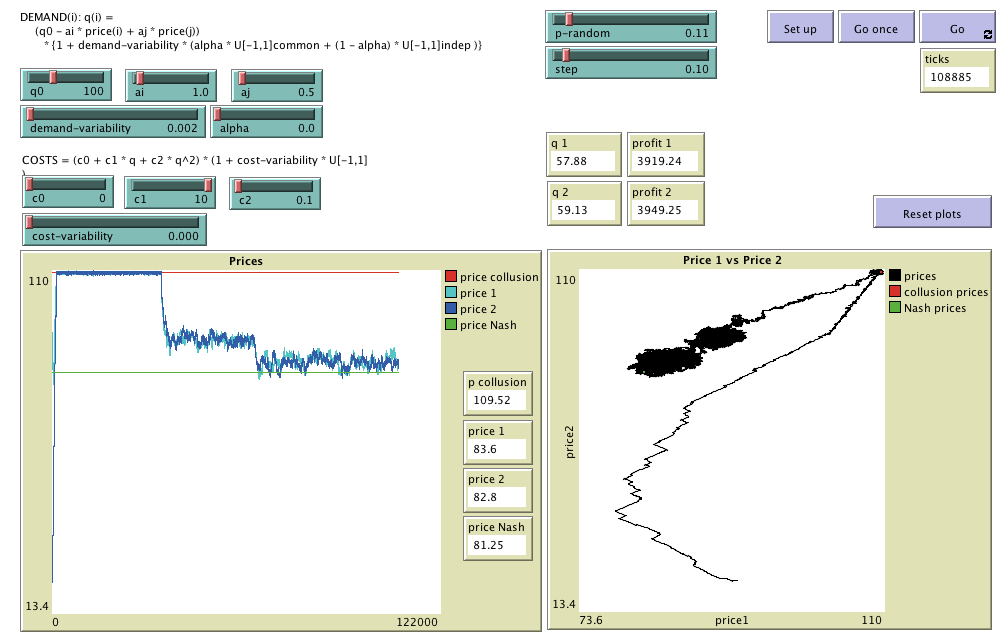 DEMAND(i): q(i) =
(q0 - ai * price(i) + aj * price(j))
* {1 + demand-variability * (alpha * U[-1,1]common + (1 - alpha) * U[-1,1]indep )}
q0 100
ai 1.0
aj 0.5
demand-variability 0.002
alpha 0.0
COSTS = (c0 + c1 * q + c2 * q^2) * (1 + cost-variability * U[-1,1]
)
c0 0
c1 10
c2 0.1
cost-variability 0.000
p-random 0.11
step 0.10
Set up
Go once
Go
ticks
108885
q 1
57.88
profit 1
3919.24
q 2
59.13
profit 2
3949.25
Reset plots
Prices
110
13.4
0
122000
price collusion
price 1
price 2
price Nash
p collusion
109.52
price 1
83.6
price 2
82.8
price Nash
81.25
Price 1 vs Price 2
110
price2
13.4
73.6
price1
110
prices
collusion prices
Nash prices